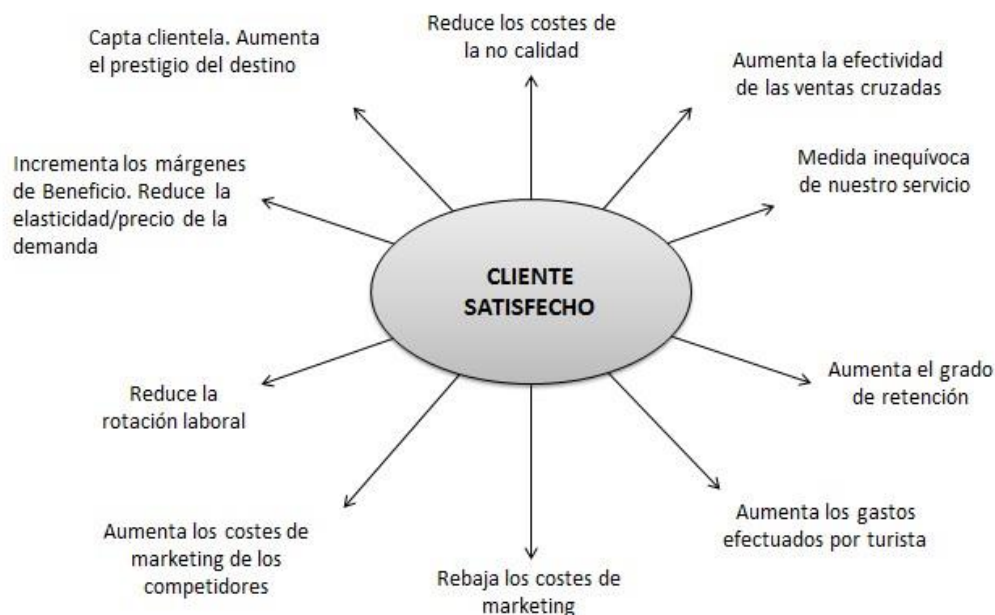 Reduce los costes de
la no calidad
Capta clientela. Aumenta
el prestigio del destino
Aumenta la efectividad
de las ventas cruzadas
Incrementa los márgenes
de Beneficio. Reduce la
elasticidad/precio de la
demanda
Medida inequívoca
de nuestro servicio
CLIENTE
SATISFECHO
Reduce la
rotación laboral
Aumenta el grado
de retención
Aumenta los costes de
marketing de los
competidores
Rebaja los costes de
marketing
Aumenta los gastos
efectuados por turista